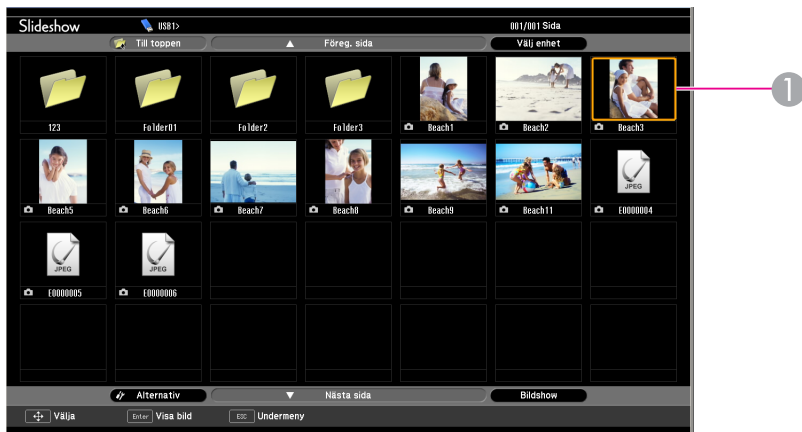 Slideshow USB1> 001/001 Sida
Till toppen Föreg. sida Välj enhet
123 Folder01 Folder2 Folder3 Beach1 Beach2 Beach3
1
Beach5 Beach6 Beach7 Beach8 Beach9 Beach11 JPEG E0000004
JPEG E0000005 JPEG E0000006
Alternativ Nästa sida Bildshow
Välja Enter Visa bild ESC Undermeny